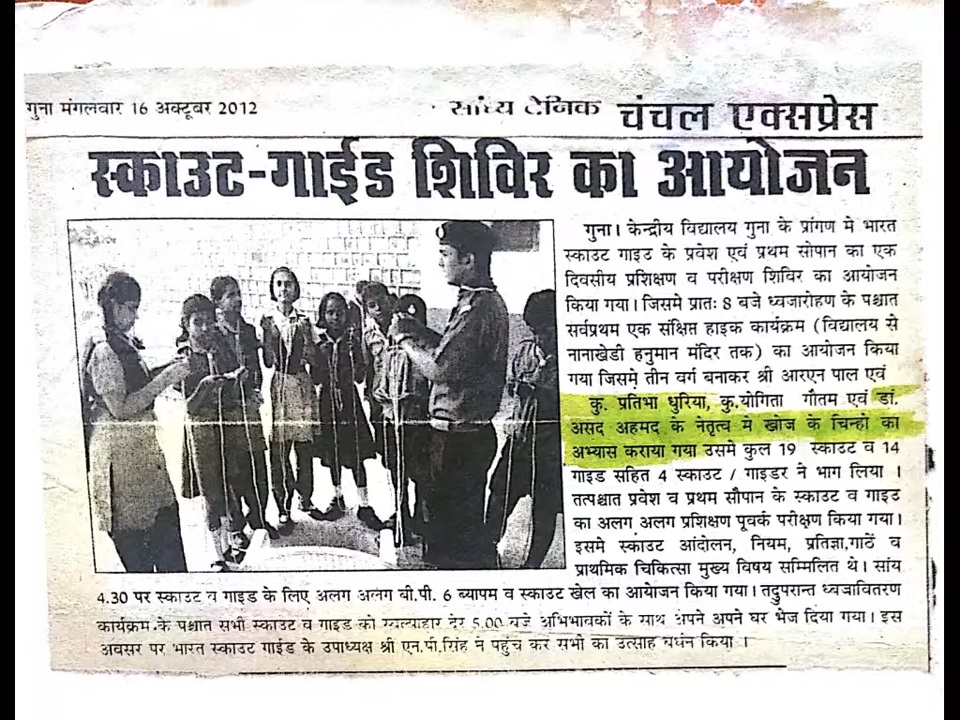 गुना मंगलवार 16 अक्टूबर 2012
सांध्य दैनिक चंचल एक्सप्रेस
स्काउट-गाईड शिविर का आयोजन
गुना। केन्द्रीय विद्यालय गुना के प्रांगण मे भारत
स्काउट गाइट के प्रवेश एवं प्रथम सोपान का एक
दिवसीय प्रशिक्षण व परीक्षण शिविर का आयोजन
किया गया। जिसमे प्रातः 8 बजे ध्वजारोहण के पश्चात
सर्वप्रथम एक संक्षिप्त हाइक कार्यक्रम (विद्यालय से
नानाखेडी हनुमान मंदिर तक) का आयोजन किया
गया जिसमे तीन वर्ग बनाकर श्री आरएन पाल एवं
कु. प्रतिभा धुरिया, कु.योगिता गौतम एवं डां.
असद अहमद के नेतृत्व मे खोज के चिन्हो का
अभ्यास कराया गया उसमे कुल 19 स्काउट व 14
गाइड सहित 4 स्काउट / गाइडर ने भाग लिया ।
तत्पश्चात प्रवेश व प्रथम सौपान के स्काउट व गाइट
का अलग अलग प्रशिक्षण पूवर्क परीक्षण किया गया।
इसमे स्काउट आंदोलन, नियम, प्रतिज्ञा,गाठें व
प्राथमिक चिकित्सा मुख्य विषय सम्मिलित थे। सांय
4.30 पर स्काउट व गाइड के लिए अलग अलग बी.पी. 6 ब्यापम व स्काउट खेल का आयोजन किया गया। तदुपरान्त ध्वजावितरण
कार्यक्रम के पश्चात सभी स्काउट व गाइड को स्वल्पाहार 5.00 बजे अभिभावकों के साथ अपने अपने घर भेज दिया गया। इस
अवसर पर भारत स्काउट गाईड के उपाध्यक्ष श्री एन.पी.सिंह ने पहुंच कर सभी का उत्साह वर्धन किया ।